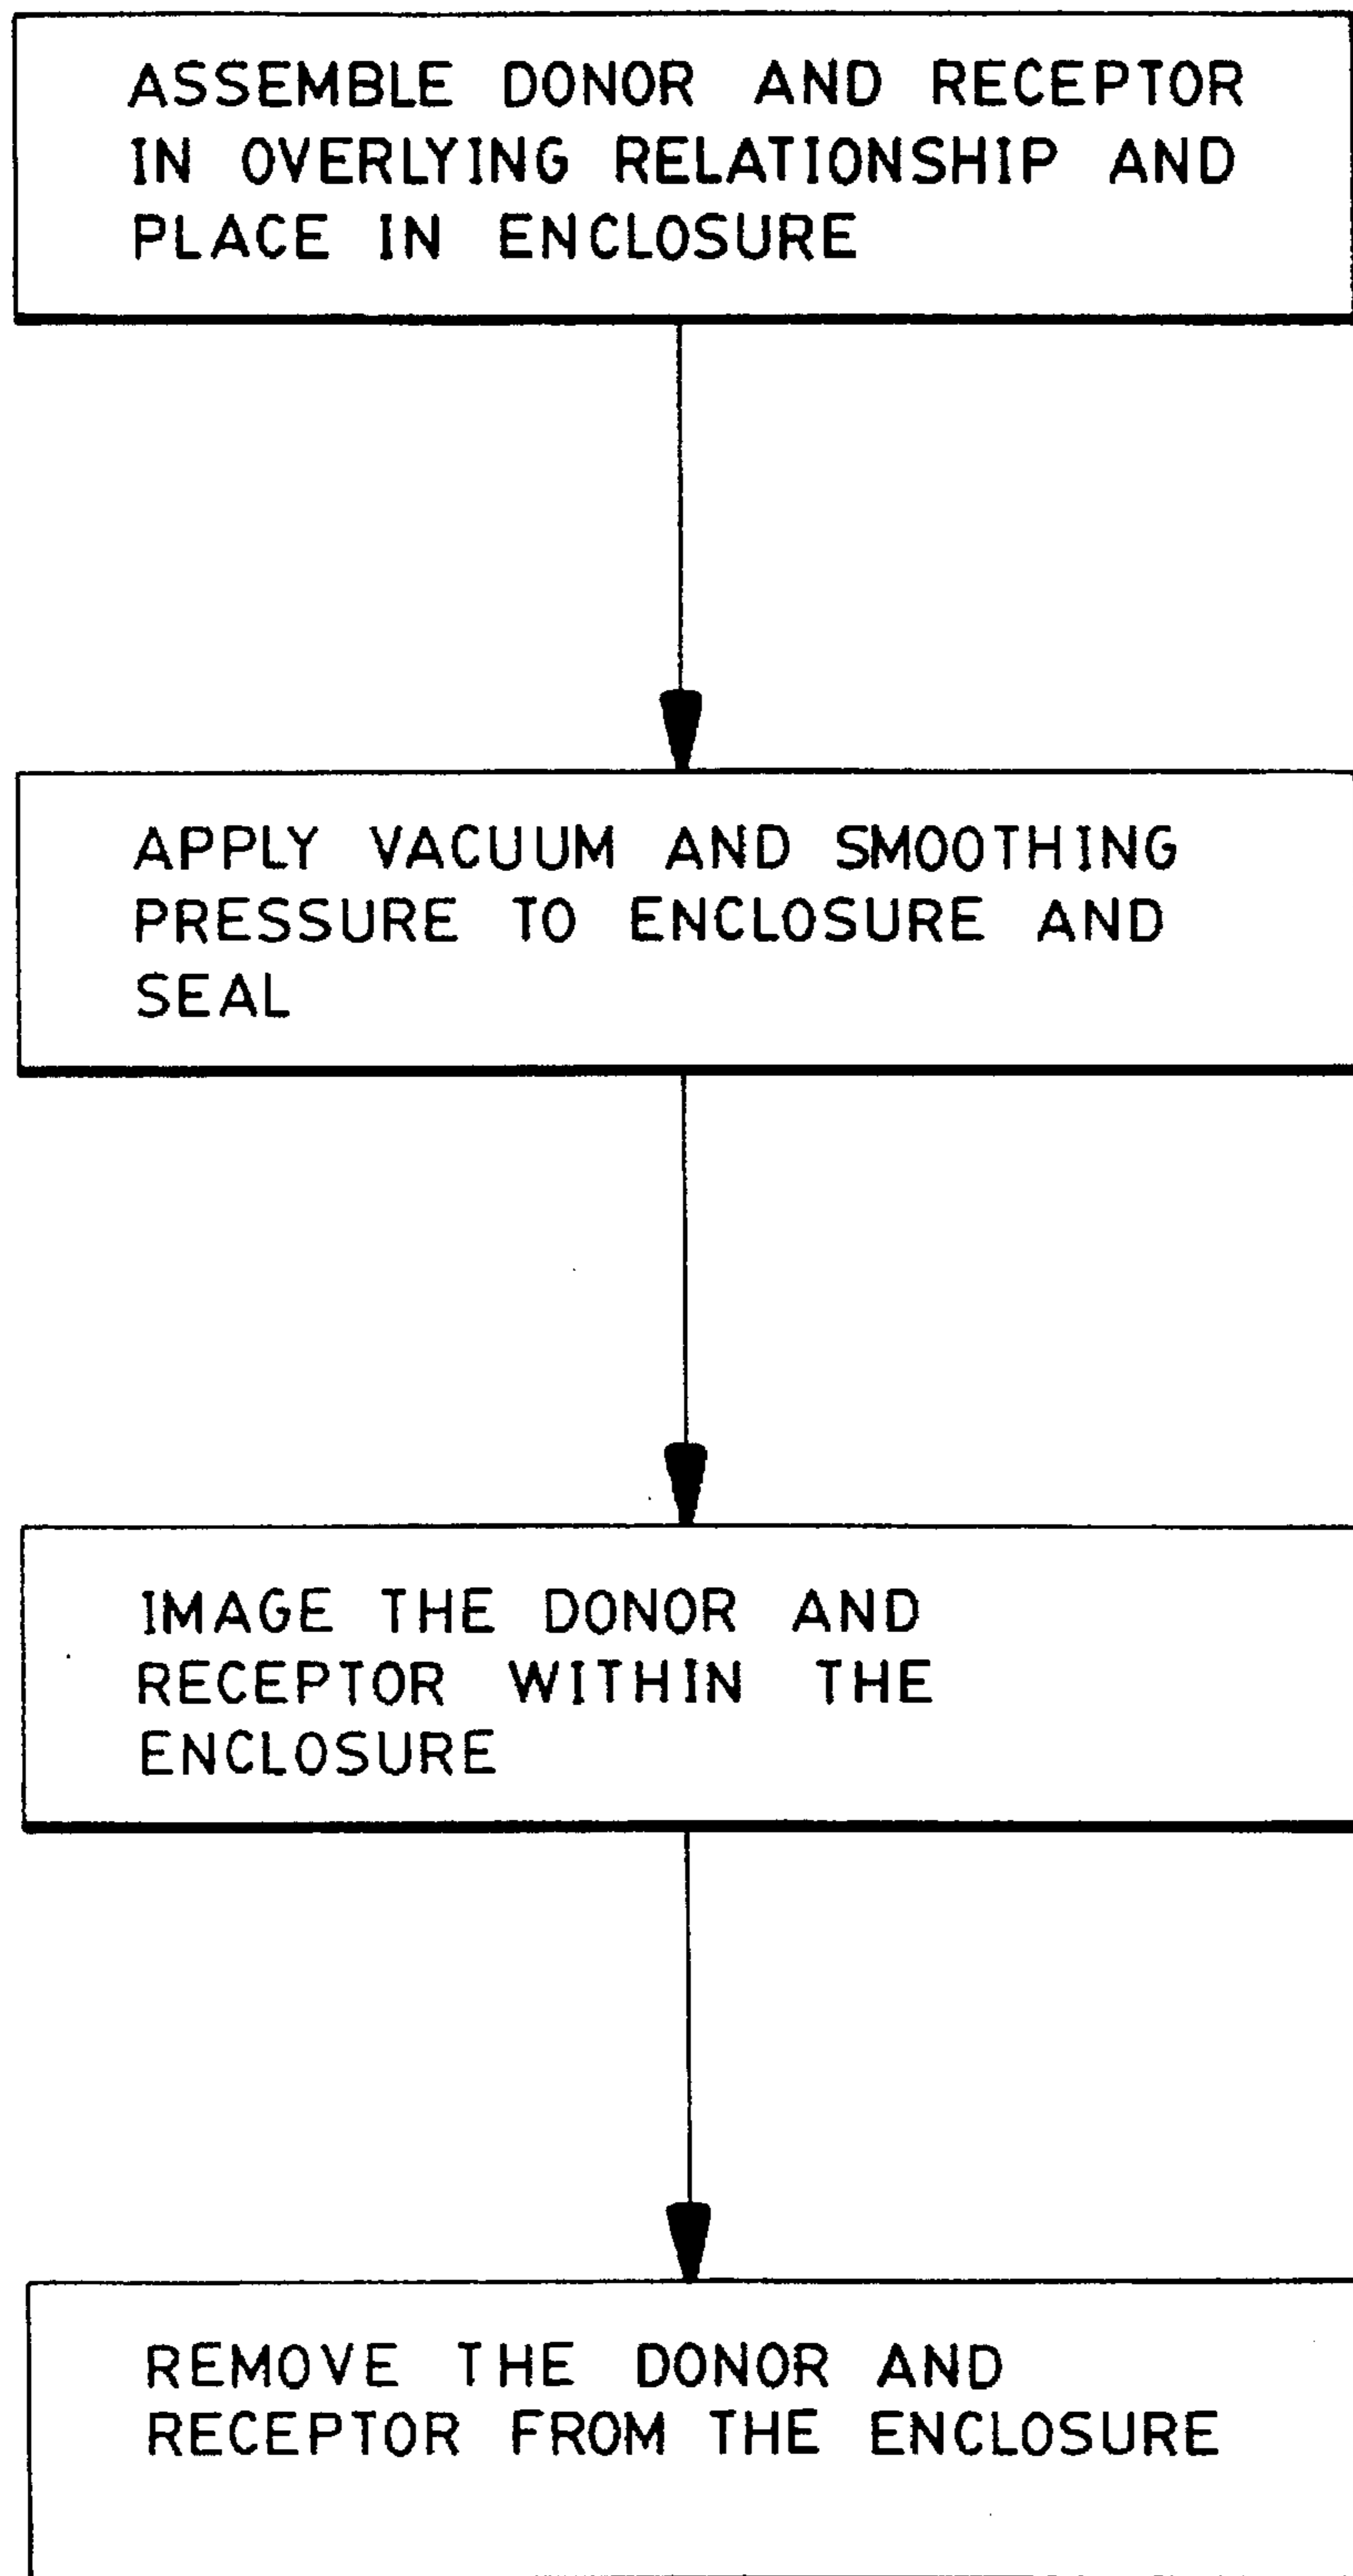 ASSEMBLE DONOR AND RECEPTOR
IN OVERLYING RELATIONSHIP AND
PLACE IN ENCLOSURE
APPLY VACUUM AND SMOOTHING
PRESSURE TO ENCLOSURE AND
SEAL
IMAGE THE DONOR AND
RECEPTOR WITHIN THE
ENCLOSURE
REMOVE THE DONOR AND
RECEPTOR FROM THE ENCLOSURE